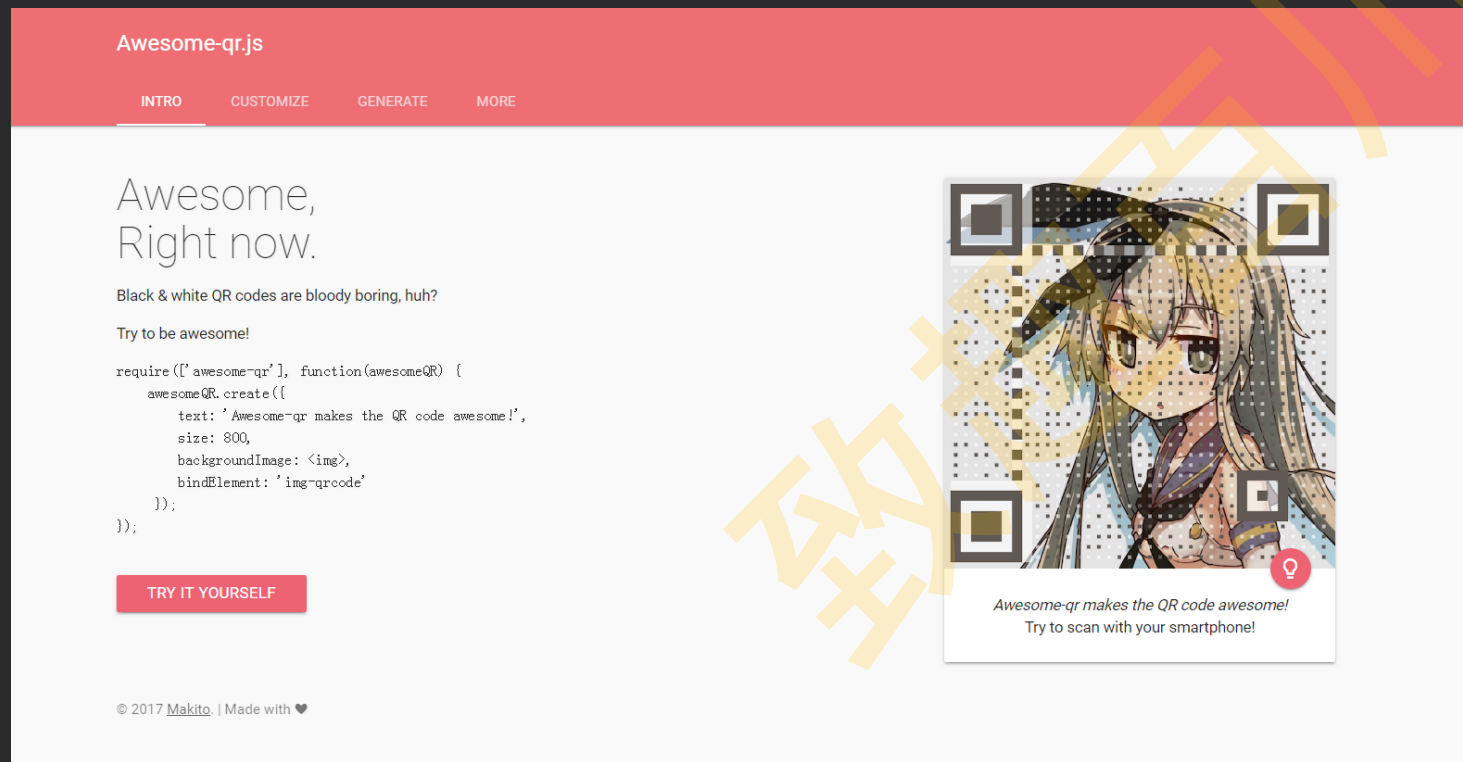 Awesome-qr.js
INTRO CUSTOMIZE GENERATE MORE
Awesome,
Right now.
Black & white QR codes are bloody boring, huh?
Try to be awesome!
require(['awesome-qr'], function(awesomeQR) {
    awesomeQR.create({
        text: 'Awesome-qr makes the QR code awesome!',
        size: 800,
        backgroundImage: <img>,
        bindElement: 'img-qrcode'
     });
});
TRY IT YOURSELF
Awesome-qr makes the QR code awesome!
Try to scan with your smartphone!
© 2017 Makito. | Made with ❤